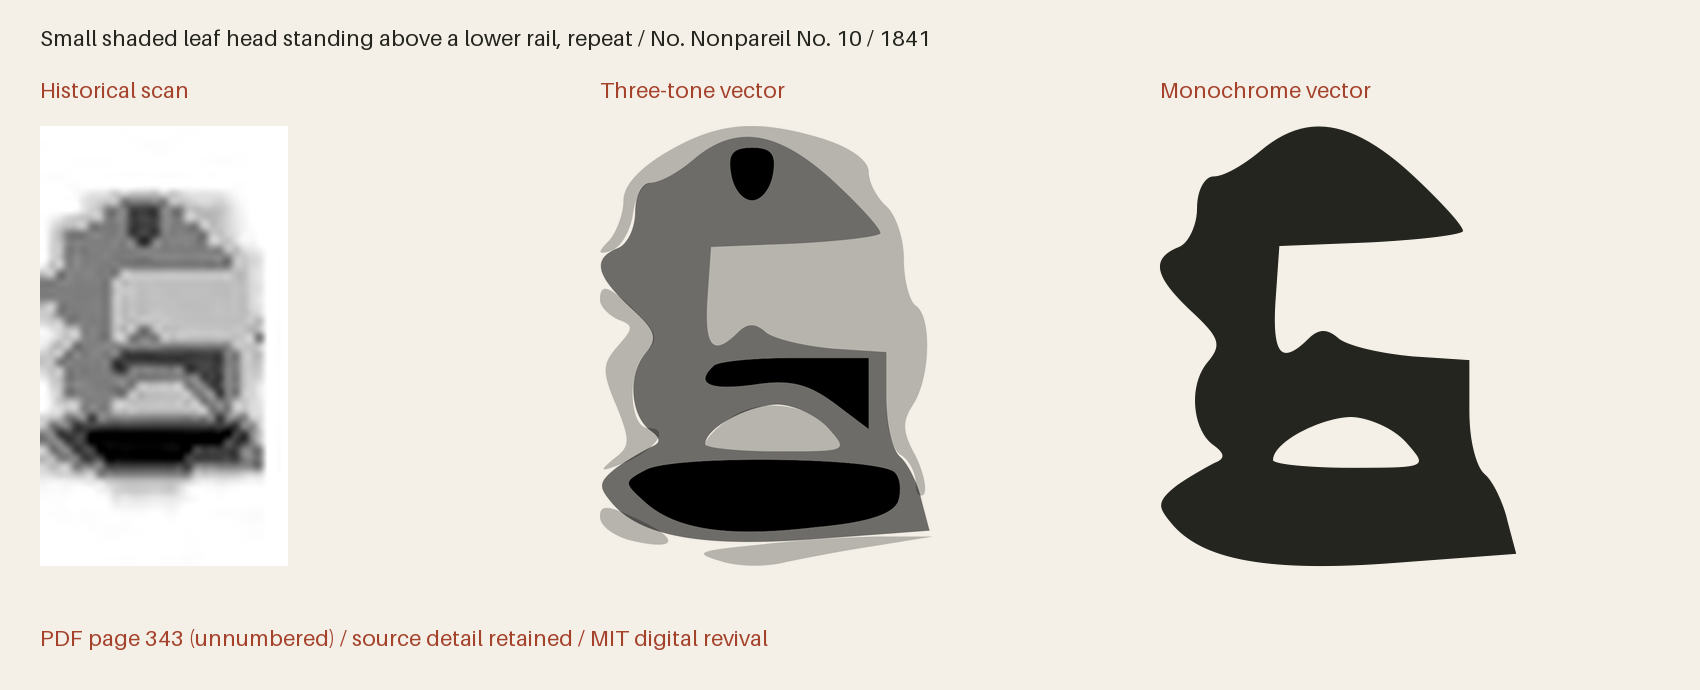 Small shaded leaf head standing above a lower rail, repeat / No. Nonpareil No. 10 / 1841
Historical scan
Three-tone vector
Monochrome vector
PDF page 343 (unnumbered) / source detail retained / MIT digital revival